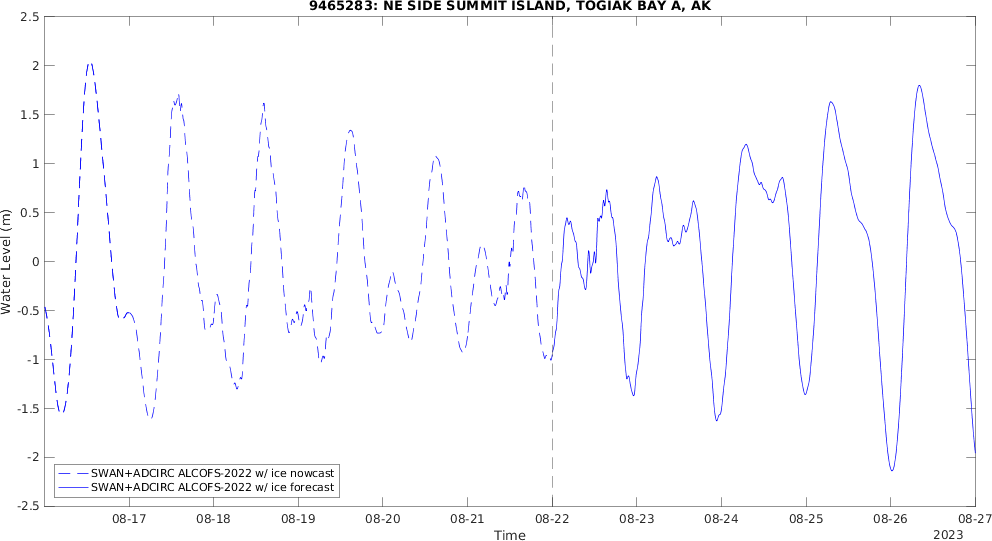 9465283: NE SIDE SUMMIT ISLAND, TOGIAK BAY A, AK
2.5
2
1.5
1
0.5
0
-0.5
-1
-1.5
-2
-2.5
Water Level (m)
SWAN+ADCIRC ALCOFS-2022 w/ ice nowcast
SWAN+ADCIRC ALCOFS-2022 w/ ice forecast
08-17 08-18 08-19 08-20 08-21 08-22 08-23 08-24 08-25 08-26 08-27
Time
2023